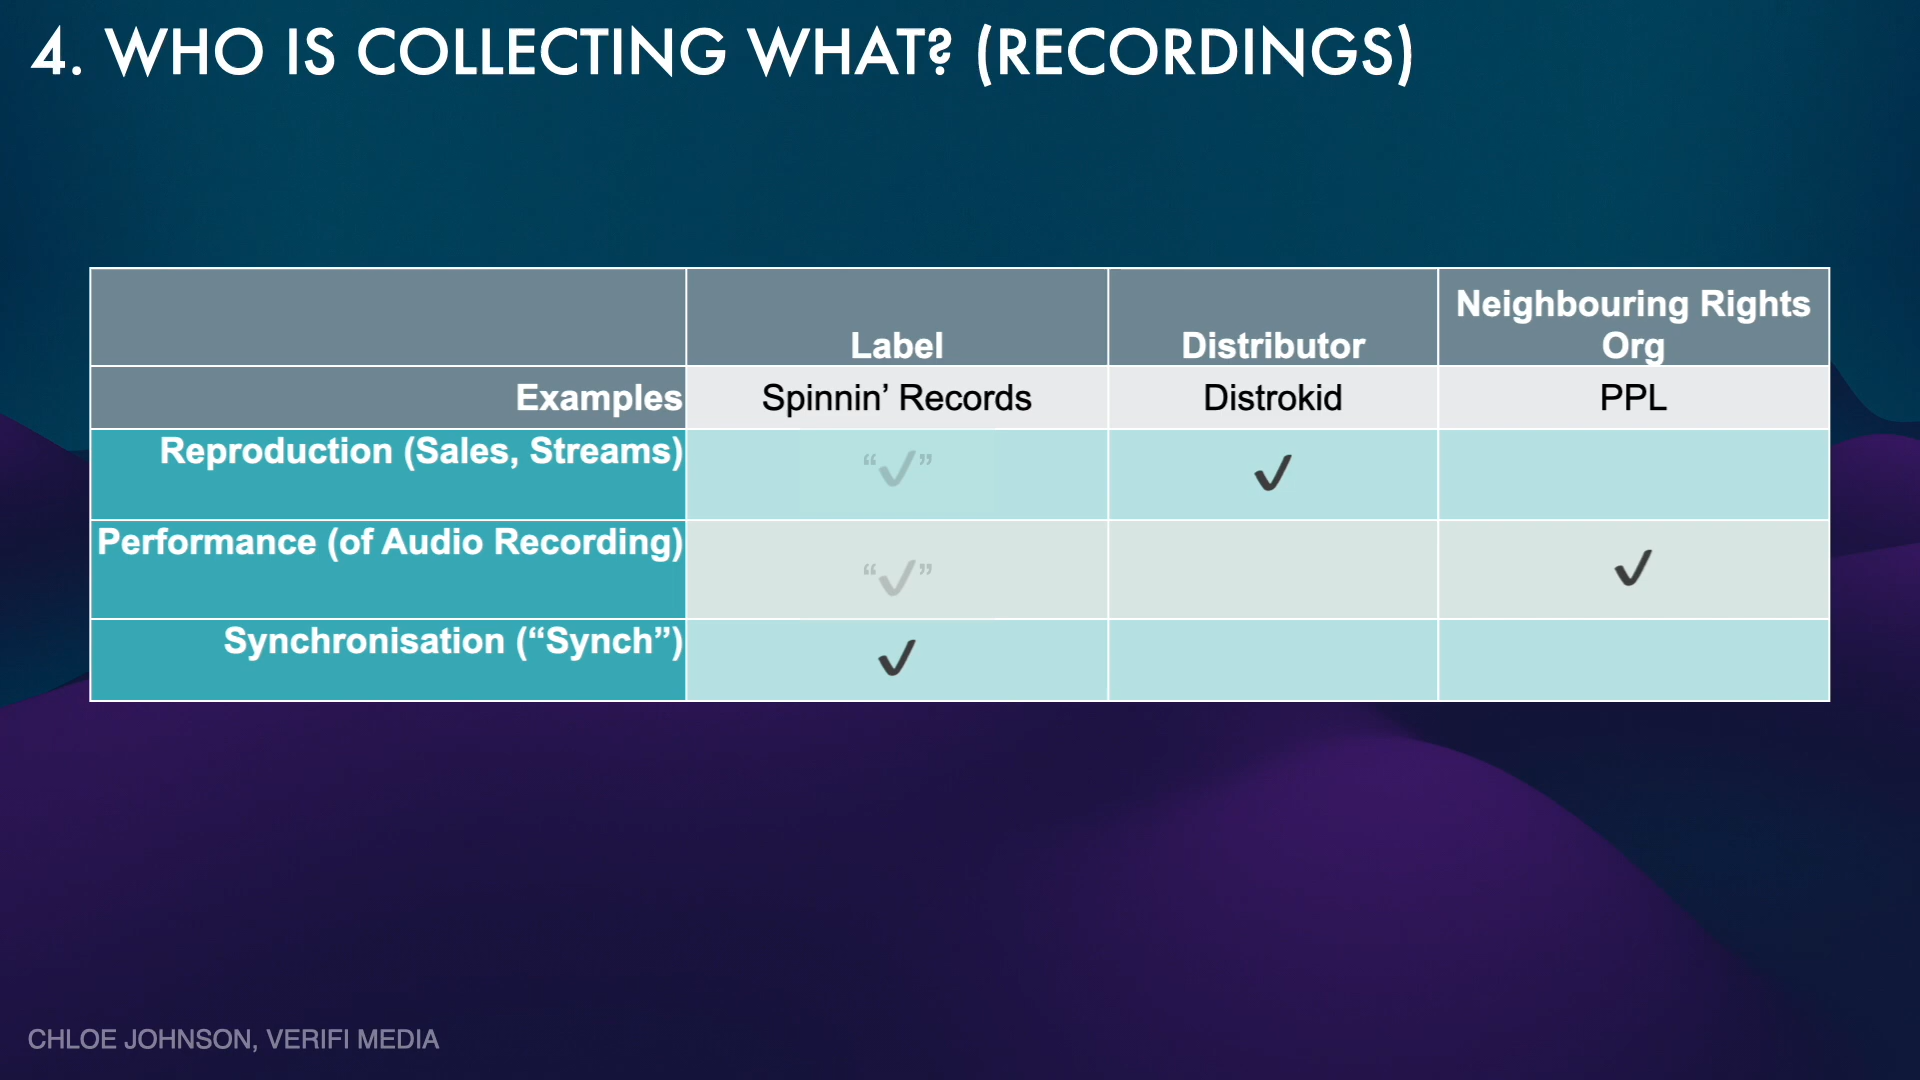 4. WHO IS COLLECTING WHAT? (RECORDINGS)
Label
Distributor
Neighbouring Rights
Org
Examples
Spinnin’ Records
Distrokid
PPL
Reproduction (Sales, Streams)
“✔”
✔
Performance (of Audio Recording)
“✔”
✔
Synchronisation (“Synch”)
✔
CHLOE JOHNSON, VERIFI MEDIA